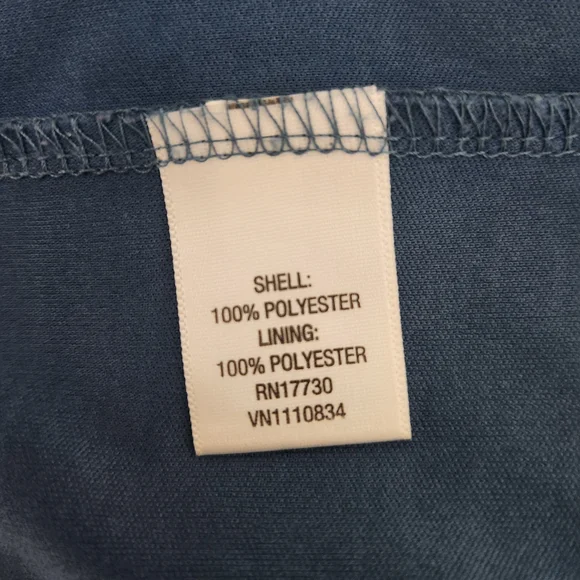 SHELL:
100% POLYESTER
LINING:
100% POLYESTER
RN17730
VN1110834